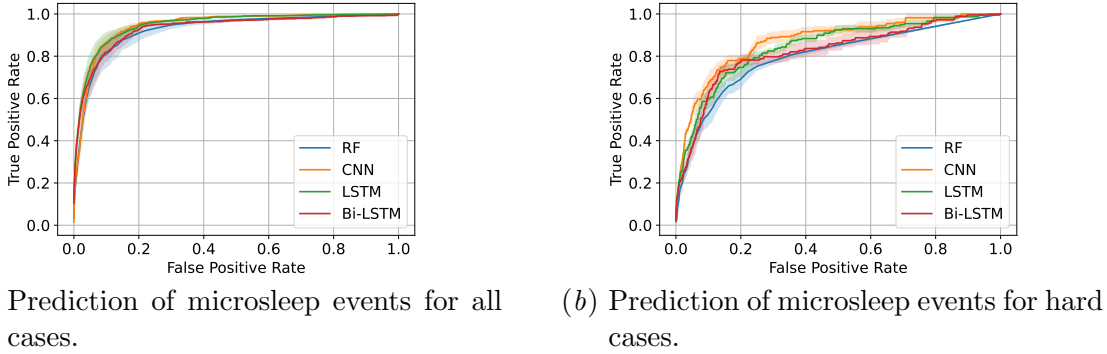 1.0
0.8
0.6
0.4
0.2
0.0
True Positive Rate
0.0 0.2 0.4 0.6 0.8 1.0
False Positive Rate
RF
CNN
LSTM
Bi-LSTM
Prediction of microsleep events for all
cases.
1.0
0.8
0.6
0.4
0.2
0.0
True Positive Rate
0.0 0.2 0.4 0.6 0.8 1.0
False Positive Rate
RF
CNN
LSTM
Bi-LSTM
(b) Prediction of microsleep events for hard
cases.